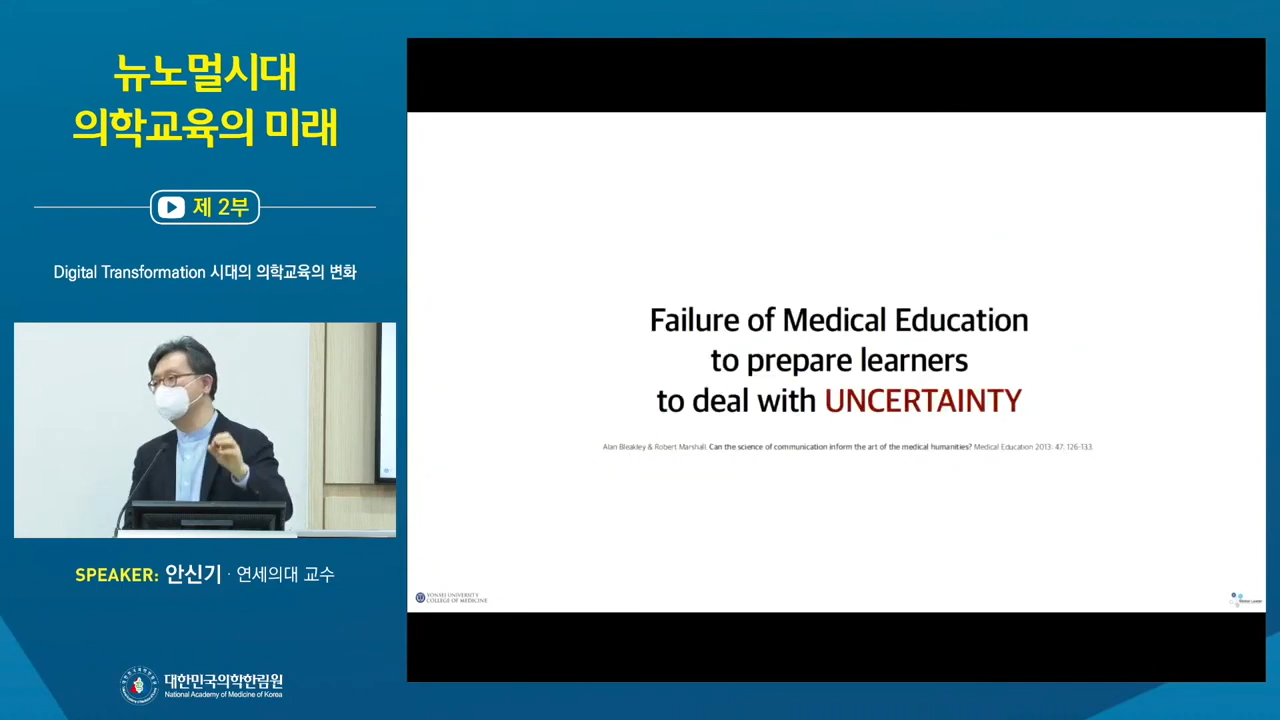 뉴노멀시대
의학교육의 미래
제 2부
Digital Transformation 시대의 의학교육의 변화
SPEAKER: 안신기 · 연세의대 교수
대한민국의학한림원
National Academy of Medicine of Korea
Failure of Medical Education
to prepare learners
to deal with UNCERTAINTY
Alan Bleakley & Robert Marshall. Can the science of communication inform the art of the medical humanities? Medical Education 2013: 47: 126-133.
YONSEI UNIVERSITY
COLLEGE OF MEDICINE